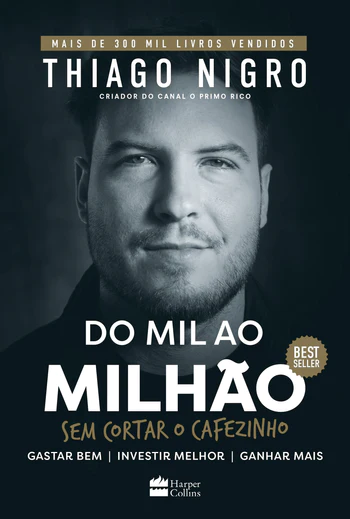 MAIS DE 300 MIL LIVROS VENDIDOS
THIAGO NIGRO
CRIADOR DO CANAL O PRIMO RICO
DO MIL AO
MILHÃO
BEST
SELLER
SEM CORTAR O CAFEZINHO
GASTAR BEM | INVESTIR MELHOR | GANHAR MAIS
Harper
Collins